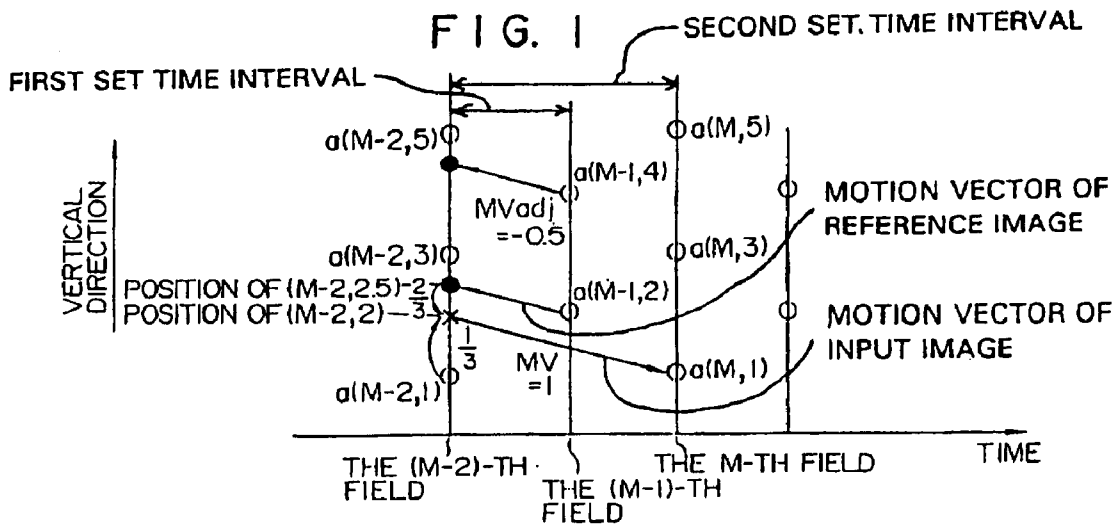 FIG. 1
SECOND SET. TIME INTERVAL
FIRST SET TIME INTERVAL
a(M-2,5)
a(M,5)
a(M-1,4)
MVadj
=-0.5
MOTION VECTOR OF
REFERENCE IMAGE
VERTICAL
DIRECTION
a(M-2,3)
a(M,3)
POSITION OF (M-2,2.5)
2/3
a(M-1,2)
POSITION OF (M-2,2)
MOTION VECTOR OF
INPUT IMAGE
1/3
MV
=1
a(M,1)
a(M-2,1)
TIME
THE (M-2)-TH
FIELD
THE (M-1)-TH
FIELD
THE M-TH FIELD